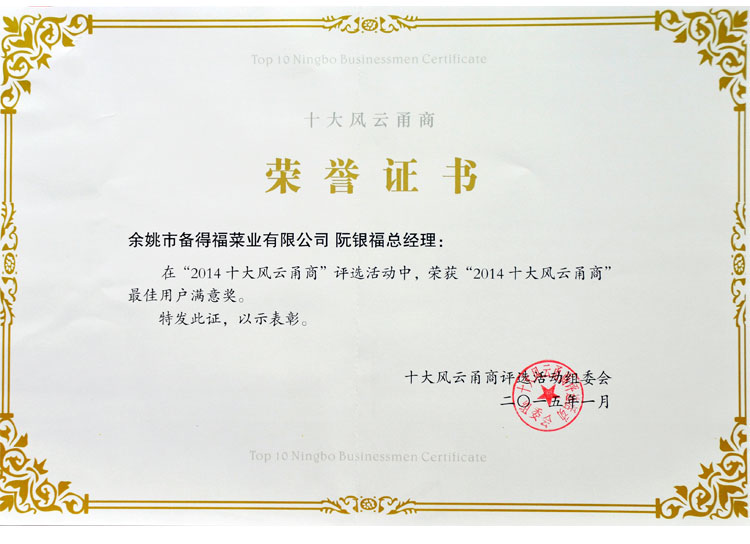 Top 10 Ningbo Businessmen Certificate
十大风云甬商
荣誉证书
余姚市备得福菜业有限公司 阮银福总经理：
在“2014十大风云甬商”评选活动中，荣获“2014十大风云甬商”
最佳用户满意奖。
特发此证，以示表彰。
十大风云甬商评选活动组委会
二〇一五年一月
Top 10 Ningbo Businessmen Certificate